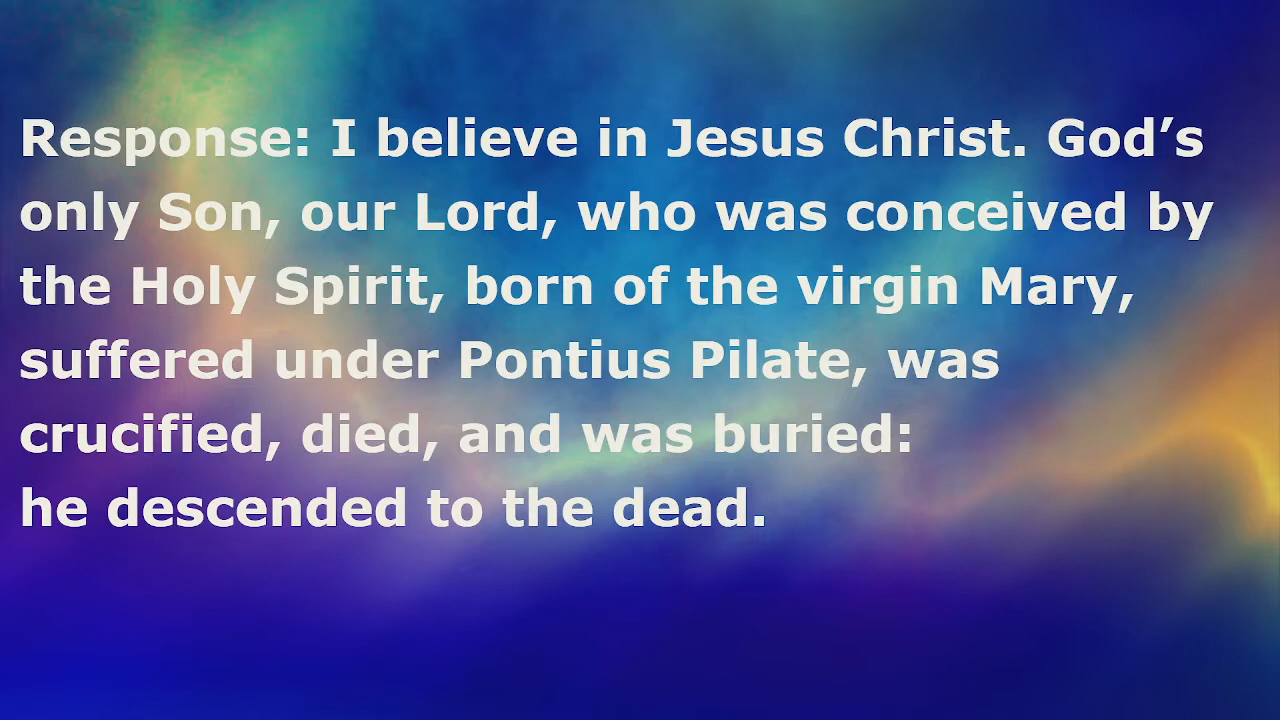 Response: I believe in Jesus Christ. God’s
only Son, our Lord, who was conceived by
the Holy Spirit, born of the virgin Mary,
suffered under Pontius Pilate, was
crucified, died, and was buried:
he descended to the dead.